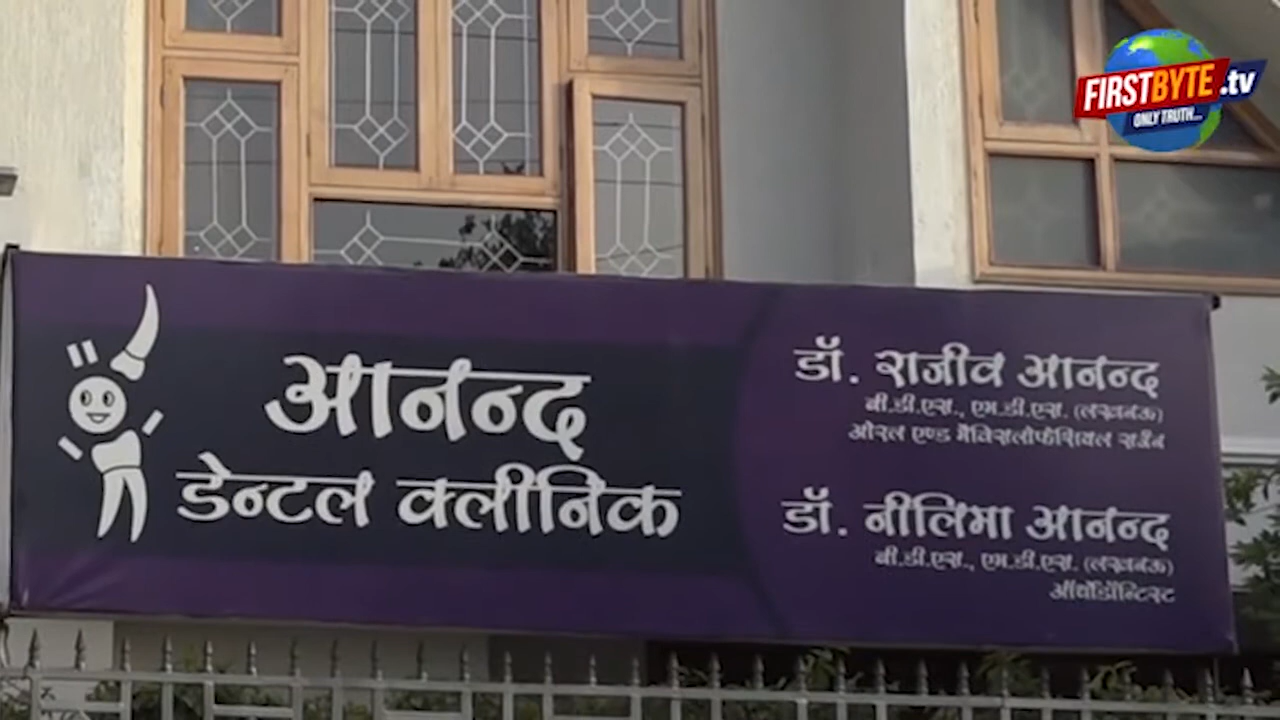 FIRSTBYTE.tv
ONLY TRUTH...
आनन्द
डेन्टल क्लीनिक
डॉ. राजीव आनन्द
बी.डी.एस., एम.डी.एस. (लखनऊ)
ओरल एण्ड मैक्सिलोफेशियल सर्जन
डॉ. नीलिमा आनन्द
बी.डी.एस., एम.डी.एस. (लखनऊ)
ऑर्थोडॉन्टिस्ट